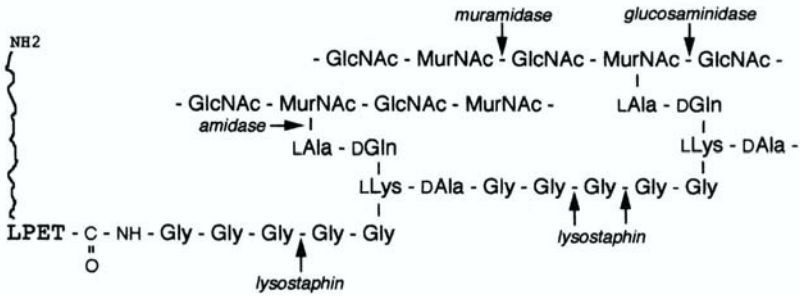 muramidase glucosaminidase
NH2
- GlcNAc - MurNAc - GlcNAc - MurNAc - GlcNAc -
- GlcNAc - MurNAc - GlcNAc - MurNAc -
LAla - DGln
amidase
LAla - DGln
LLys - DAla -
LLys - DAla - Gly - Gly - Gly - Gly - Gly
LPET - C - NH - Gly - Gly - Gly - Gly - Gly
O
lysostaphin
lysostaphin